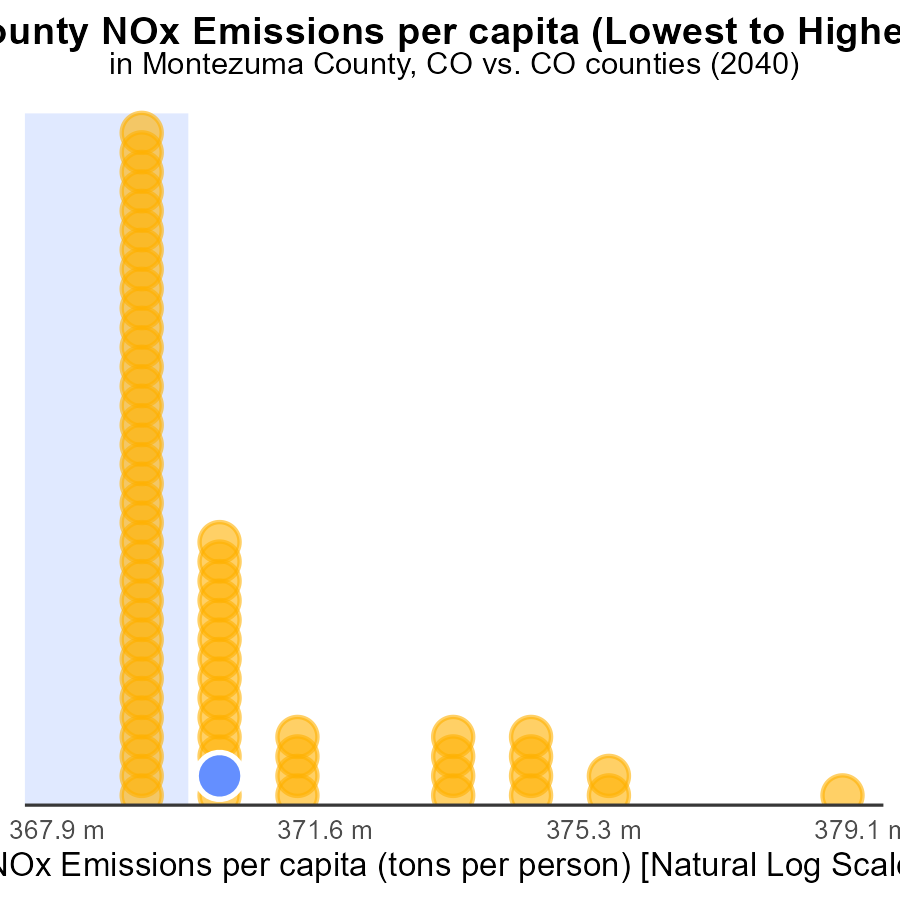 ounty NOx Emissions per capita (Lowest to Highe
in Montezuma County, CO vs. CO counties (2040)
367.9 m 371.6 m 375.3 m 379.1 m
NOx Emissions per capita (tons per person) [Natural Log Scale